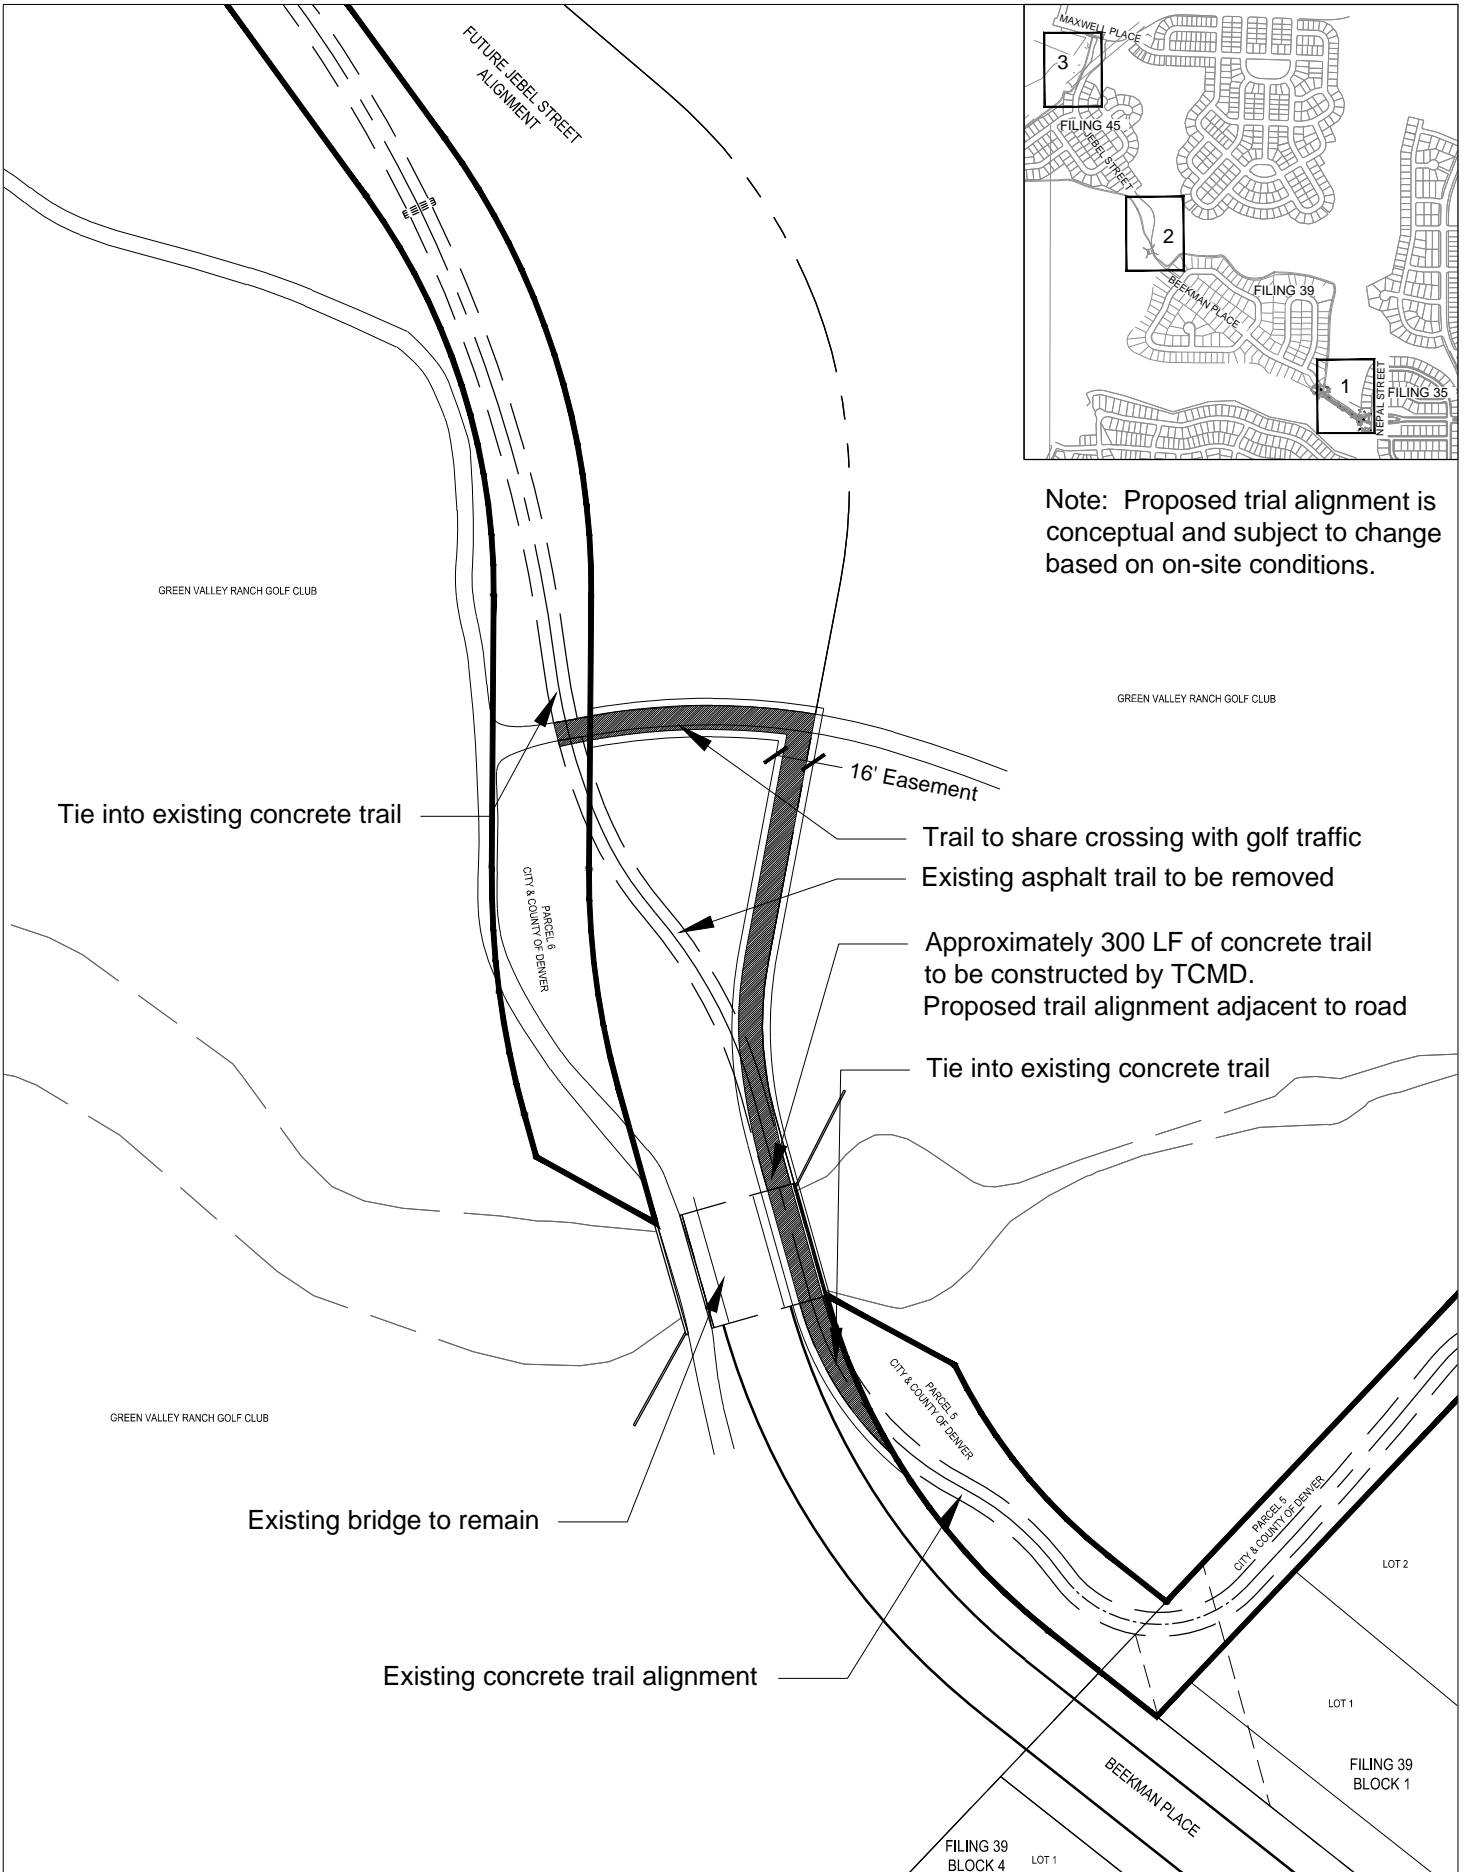 FUTURE JEBEL STREET
ALIGNMENT
MAXWELL PLACE
3
FILING 45
JEBEL STREET
2
BEEKMAN PLACE
FILING 39
1
NEPAL STREET
FILING 35
Note: Proposed trial alignment is
conceptual and subject to change
based on on-site conditions.
GREEN VALLEY RANCH GOLF CLUB
GREEN VALLEY RANCH GOLF CLUB
16' Easement
Tie into existing concrete trail
Trail to share crossing with golf traffic
Existing asphalt trail to be removed
PARCEL 6
CITY & COUNTY OF DENVER
Approximately 300 LF of concrete trail
to be constructed by TCMD.
Proposed trail alignment adjacent to road
Tie into existing concrete trail
GREEN VALLEY RANCH GOLF CLUB
PARCEL 5
CITY & COUNTY OF DENVER
Existing bridge to remain
PARCEL 5
CITY & COUNTY OF DENVER
LOT 2
Existing concrete trail alignment
LOT 1
FILING 39
BLOCK 1
BEEKMAN PLACE
FILING 39
BLOCK 4
LOT 1